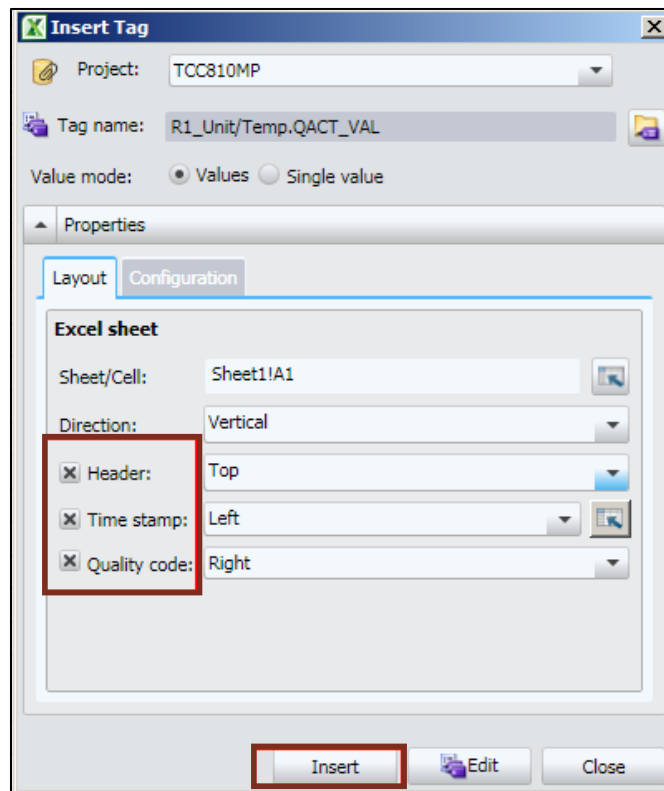 Insert Tag
Project: TCC810MP
Tag name: R1_Unit/Temp.QACT_VAL
Value mode: Values Single value
Properties
Layout Configuration
Excel sheet
Sheet/Cell: Sheet1!A1
Direction: Vertical
Header: Top
Time stamp: Left
Quality code: Right
Insert Edit Close